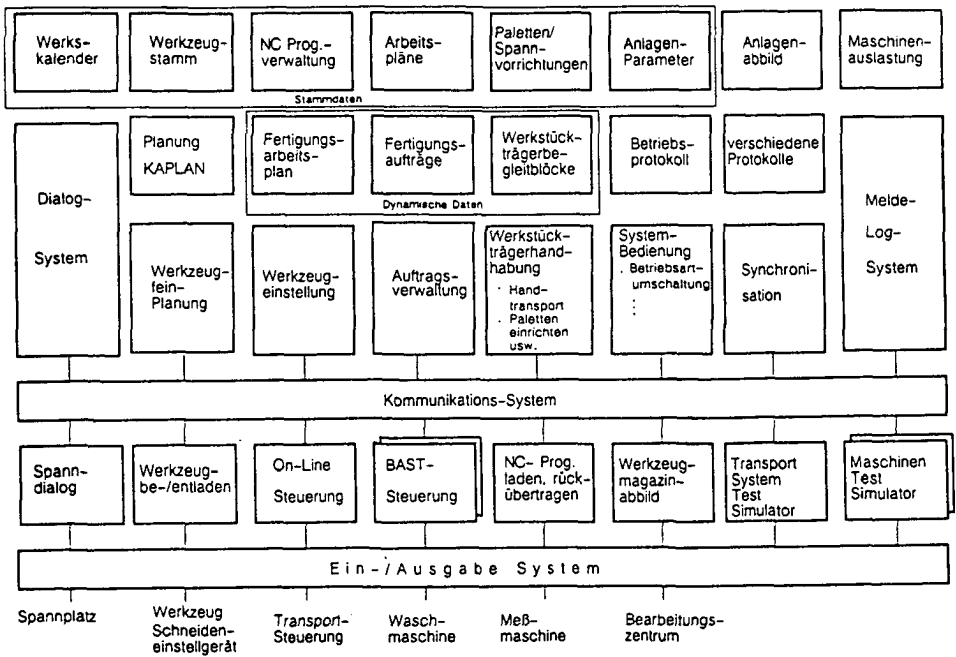 Werks-
kalender
Werkzeug-
stamm
NC Prog.-
verwaltung
Arbeits-
pläne
Paletten/
Spann-
vorrichtungen
Anlagen-
Parameter
Anlagen-
abbild
Maschinen-
auslastung
Stammdaten
Dialog-
System
Planung
KAPLAN
Fertigungs-
arbeits-
plan
Fertigungs-
aufträge
Werkstück-
trägerbe-
gleitblöcke
Betriebs-
protokoll
verschiedene
Protokolle
Melde-
Log-
System
Dynamische Daten
Werkzeug-
fein-
Planung
Werkzeug-
einstellung
Auftrags-
verwaltung
Werkstück-
trägerhand-
habung
· Hand-
transport
· Paletten
einrichten
usw.
System-
Bedienung
· Betriebsart-
umschaltung
:
Synchroni-
sation
Kommunikations-System
Spann-
dialog
Werkzeug-
be-/entladen
On-Line
Steuerung
BAST-
Steuerung
NC- Prog.
laden, rück-
übertragen
Werkzeug-
magazin-
abbild
Transport
System
Test
Simulator
Maschinen
Test
Simulator
Ein-/Ausgabe System
Spannplatz
Werkzeug
Schneiden-
einstellgerät
Transport-
Steuerung
Wasch-
maschine
Meß-
maschine
Bearbeitungs-
zentrum